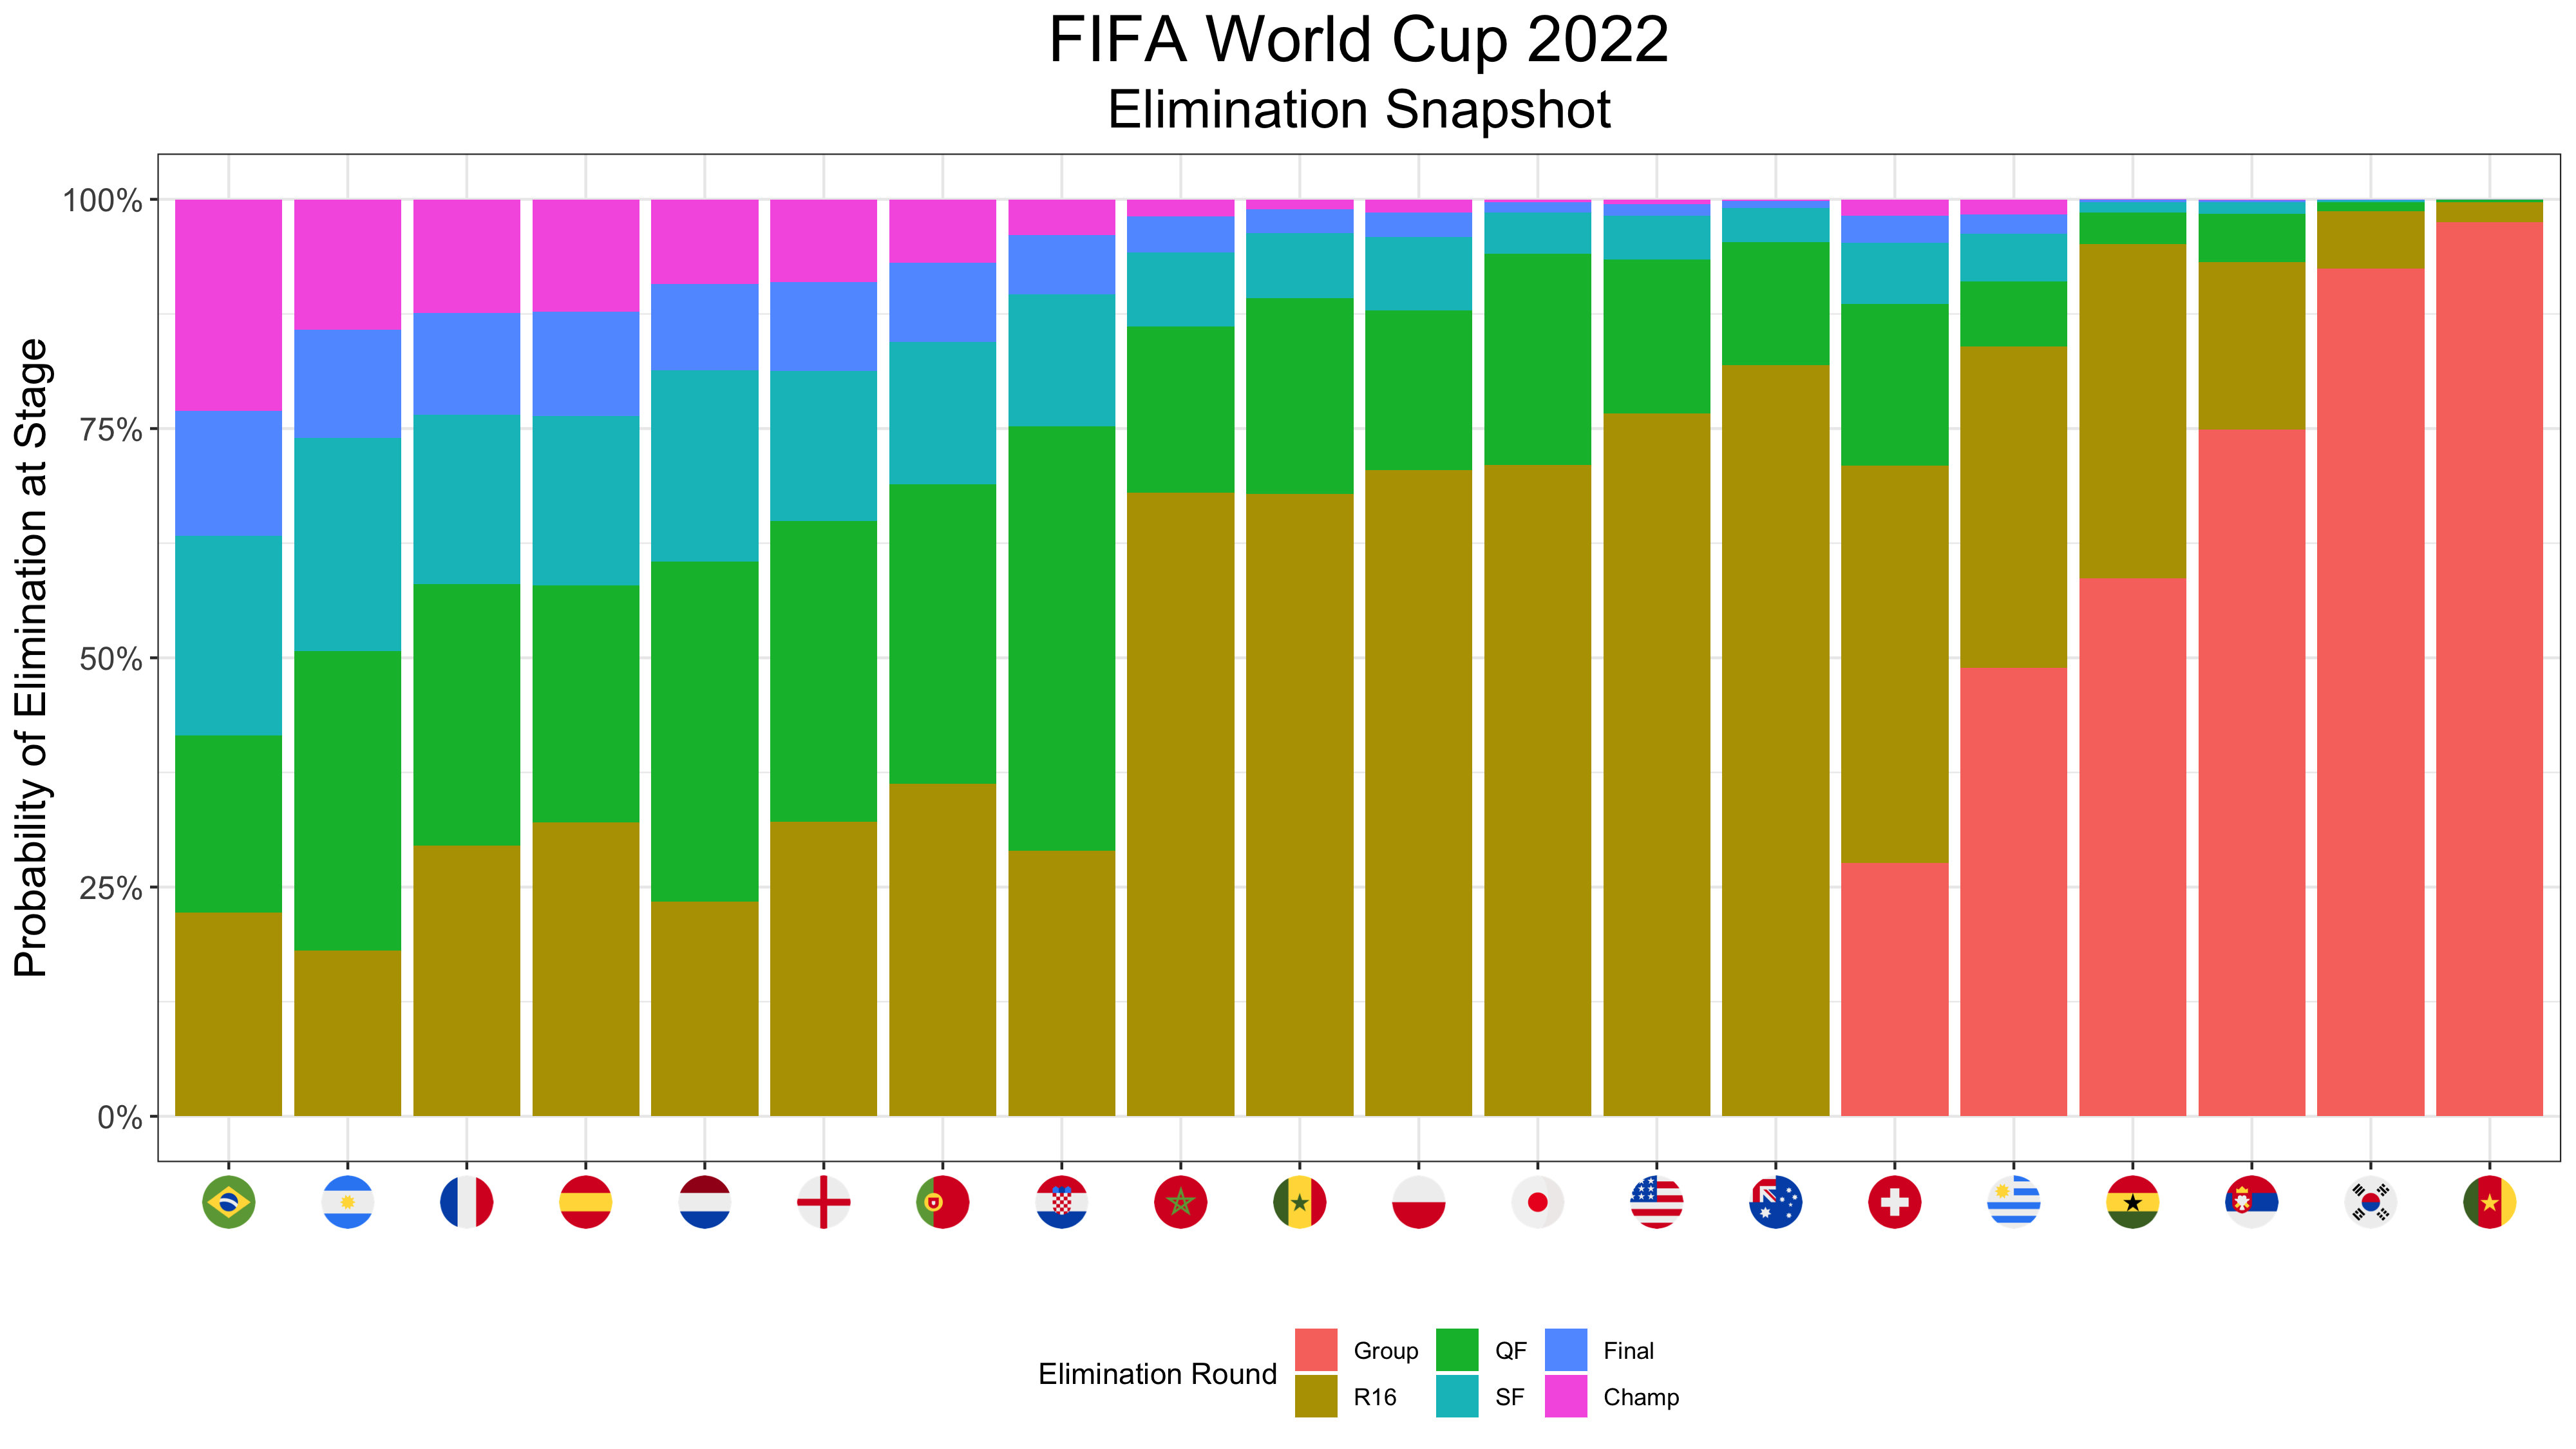 FIFA World Cup 2022
Elimination Snapshot
Probability of Elimination at Stage
100%
75%
50%
25%
0%
Elimination Round
Group
QF
Final
R16
SF
Champ